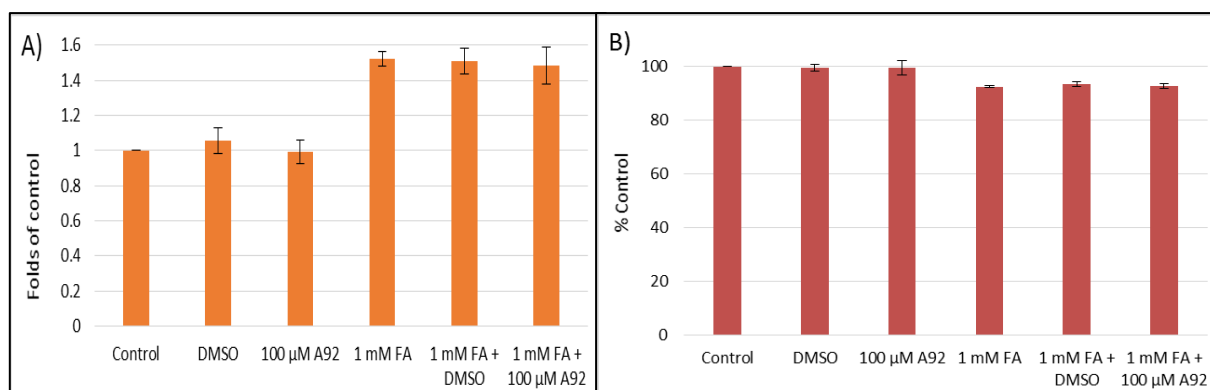 A)
1.6
1.4
1.2
1
0.8
0.6
0.4
0.2
0
Folds of control
Control
DMSO
100 µM A92
1 mM FA
1 mM FA +
DMSO
1 mM FA +
100 µM A92
B)
100
80
60
40
20
0
% Control
Control
DMSO
100 µM A92
1 mM FA
1 mM FA +
DMSO
1 mM FA +
100 µM A92